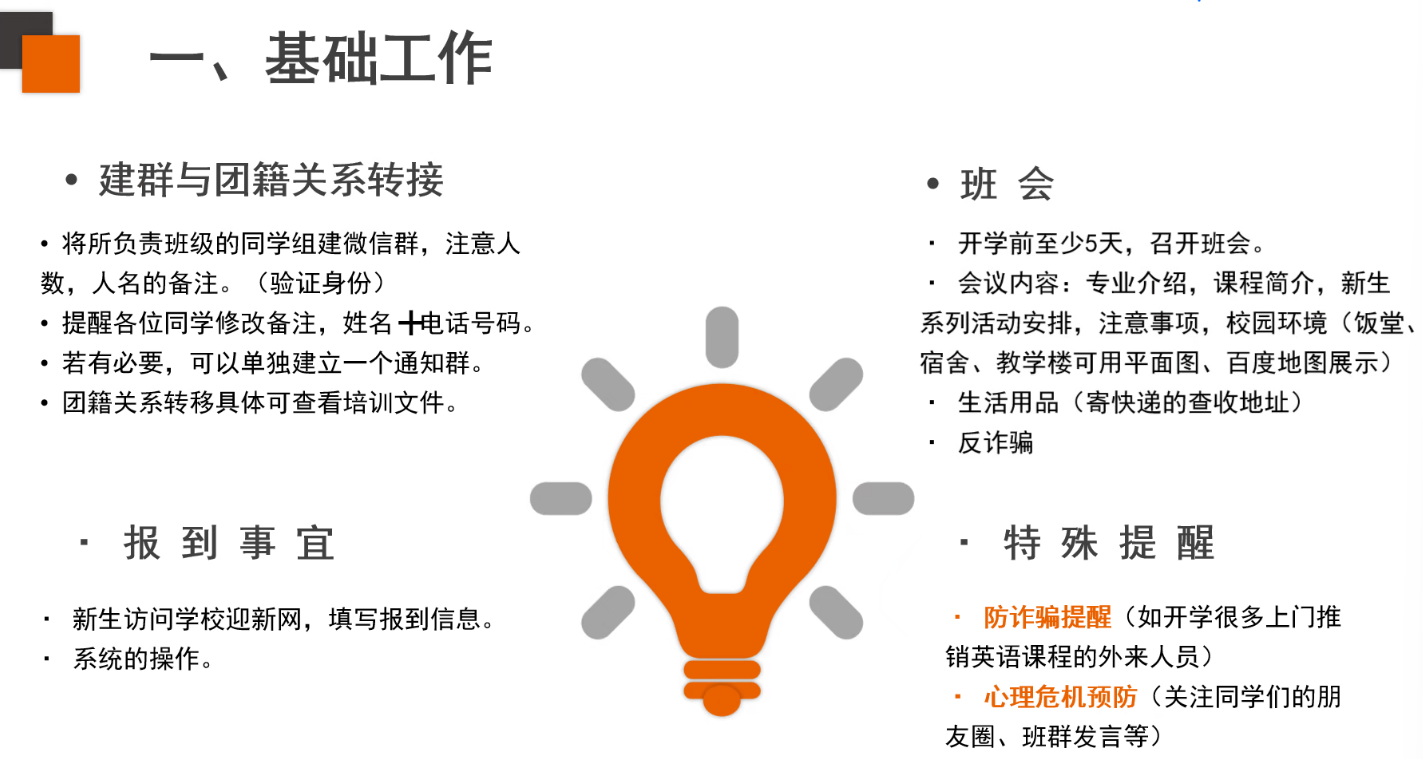 一、基础工作
• 建群与团籍关系转接
• 将所负责班级的同学组建微信群，注意人
数，人名的备注。（验证身份）
• 提醒各位同学修改备注，姓名+电话号码。
• 若有必要，可以单独建立一个通知群。
• 团籍关系转移具体可查看培训文件。
· 报 到 事 宜
· 新生访问学校迎新网，填写报到信息。
· 系统的操作。
• 班 会
· 开学前至少5天，召开班会。
· 会议内容：专业介绍，课程简介，新生
系列活动安排，注意事项，校园环境（饭堂、
宿舍、教学楼可用平面图、百度地图展示）
· 生活用品（寄快递的查收地址）
· 反诈骗
· 特 殊 提 醒
· 防诈骗提醒（如开学很多上门推
销英语课程的外来人员）
· 心理危机预防（关注同学们的朋
友圈、班群发言等）